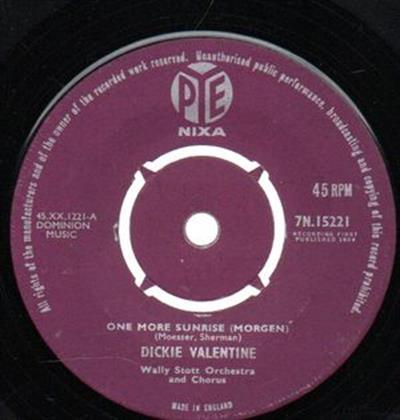 All rights of the manufacturers and of the owner of the recorded work reserved. Unauthorised public performance, broadcasting and copying of this record prohibited.
PYE
NIXA
45 RPM
45.XX.1221-A
DOMINION
MUSIC
7N.15221
RECORDING FIRST
PUBLISHED
ONE MORE SUNRISE (MORGEN)
(Moesser, Sherman)
DICKIE VALENTINE
Wally Stott Orchestra
and Chorus
MADE IN ENGLAND